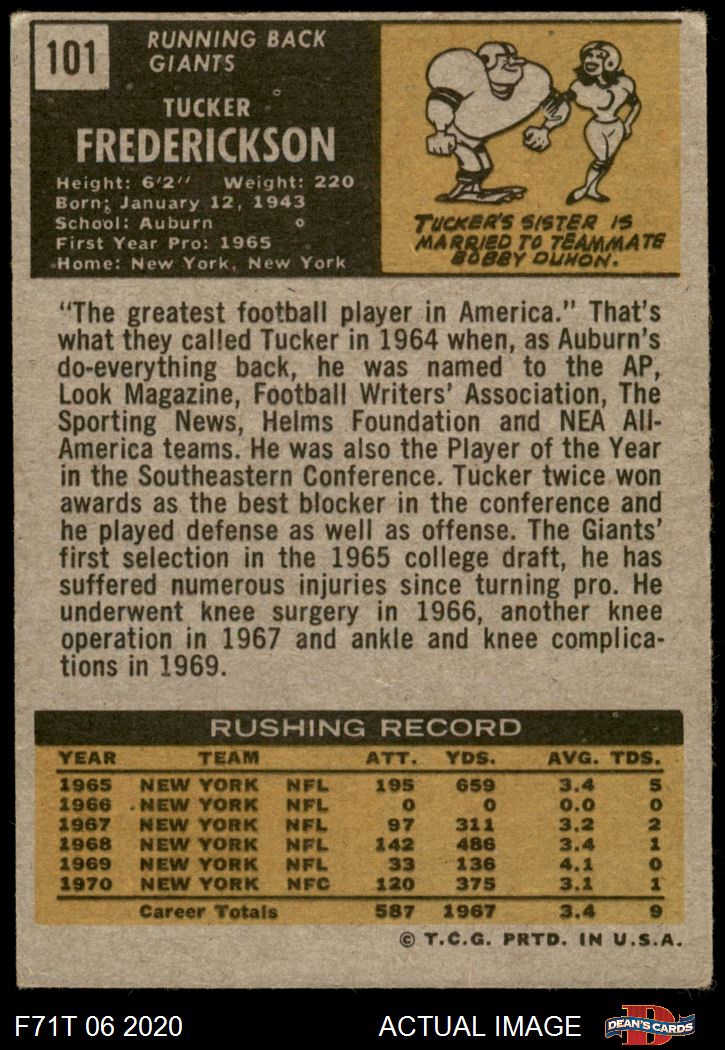 101
RUNNING BACK
GIANTS
TUCKER
FREDERICKSON
Height: 6'2" Weight: 220
Born: January 12, 1943
School: Auburn
First Year Pro: 1965
Home: New York, New York
TUCKER'S SISTER IS
MARRIED TO TEAMMATE
BOBBY DUHON.
"The greatest football player in America." That's
what they called Tucker in 1964 when, as Auburn's
do-everything back, he was named to the AP,
Look Magazine, Football Writers' Association, The
Sporting News, Helms Foundation and NEA All-
America teams. He was also the Player of the Year
in the Southeastern Conference. Tucker twice won
awards as the best blocker in the conference and
he played defense as well as offense. The Giants'
first selection in the 1965 college draft, he has
suffered numerous injuries since turning pro. He
underwent knee surgery in 1966, another knee
operation in 1967 and ankle and knee complica-
tions in 1969.
RUSHING RECORD
YEAR TEAM ATT. YDS. AVG. TDS.
1965 NEW YORK NFL 195 659 3.4 5
1966 NEW YORK NFL 0 0 0.0 0
1967 NEW YORK NFL 97 311 3.2 2
1968 NEW YORK NFL 142 486 3.4 1
1969 NEW YORK NFL 33 136 4.1 0
1970 NEW YORK NFC 120 375 3.1 1
Career Totals 587 1967 3.4 9
© T.C.G. PRTD. IN U.S.A.
F71T 06 2020 ACTUAL IMAGE
D
DEAN'S CARDS